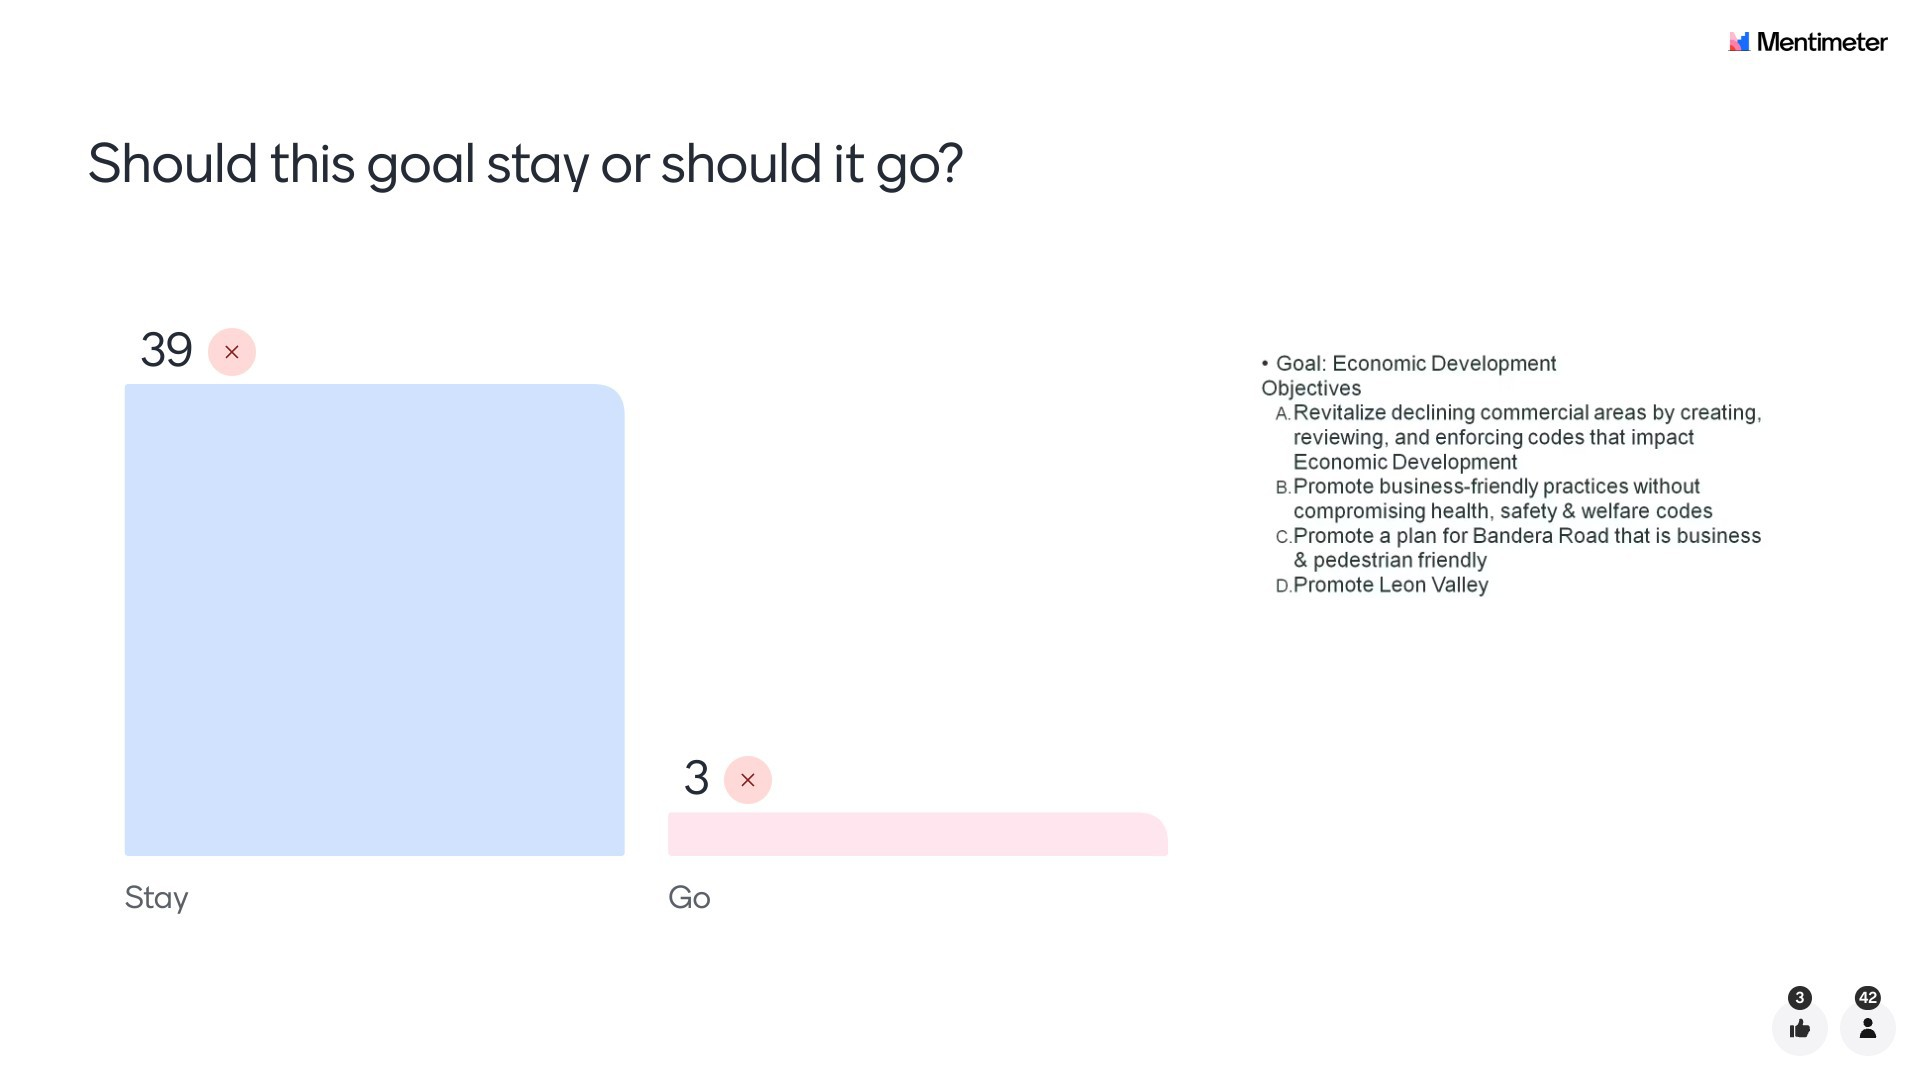 Mentimeter
Should this goal stay or should it go?
39
3
Stay
Go
• Goal: Economic Development
Objectives
A. Revitalize declining commercial areas by creating,
reviewing, and enforcing codes that impact
Economic Development
B. Promote business-friendly practices without
compromising health, safety & welfare codes
C. Promote a plan for Bandera Road that is business
& pedestrian friendly
D. Promote Leon Valley
3
42